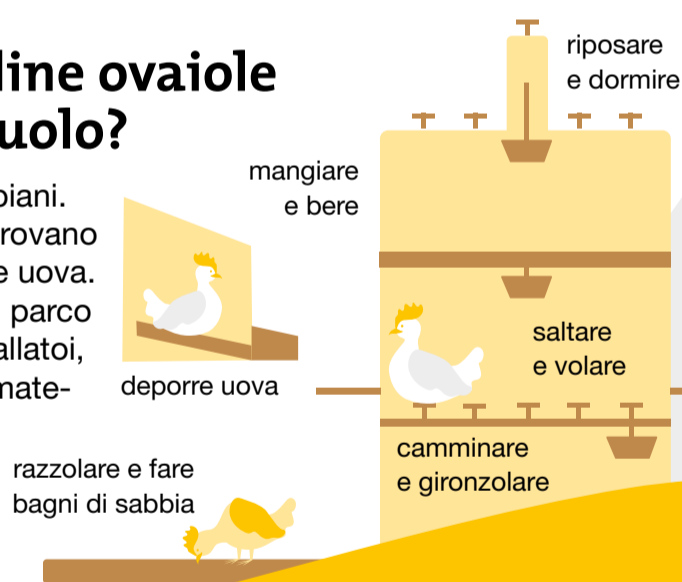 line ovaiole
uolo?
piani.
rovano
e uova.
parco
allatoi,
mate-
mangiare
e bere
riposare
e dormire
deporre uova
saltare
e volare
camminare
e gironzolare
razzolare e fare
bagni di sabbia